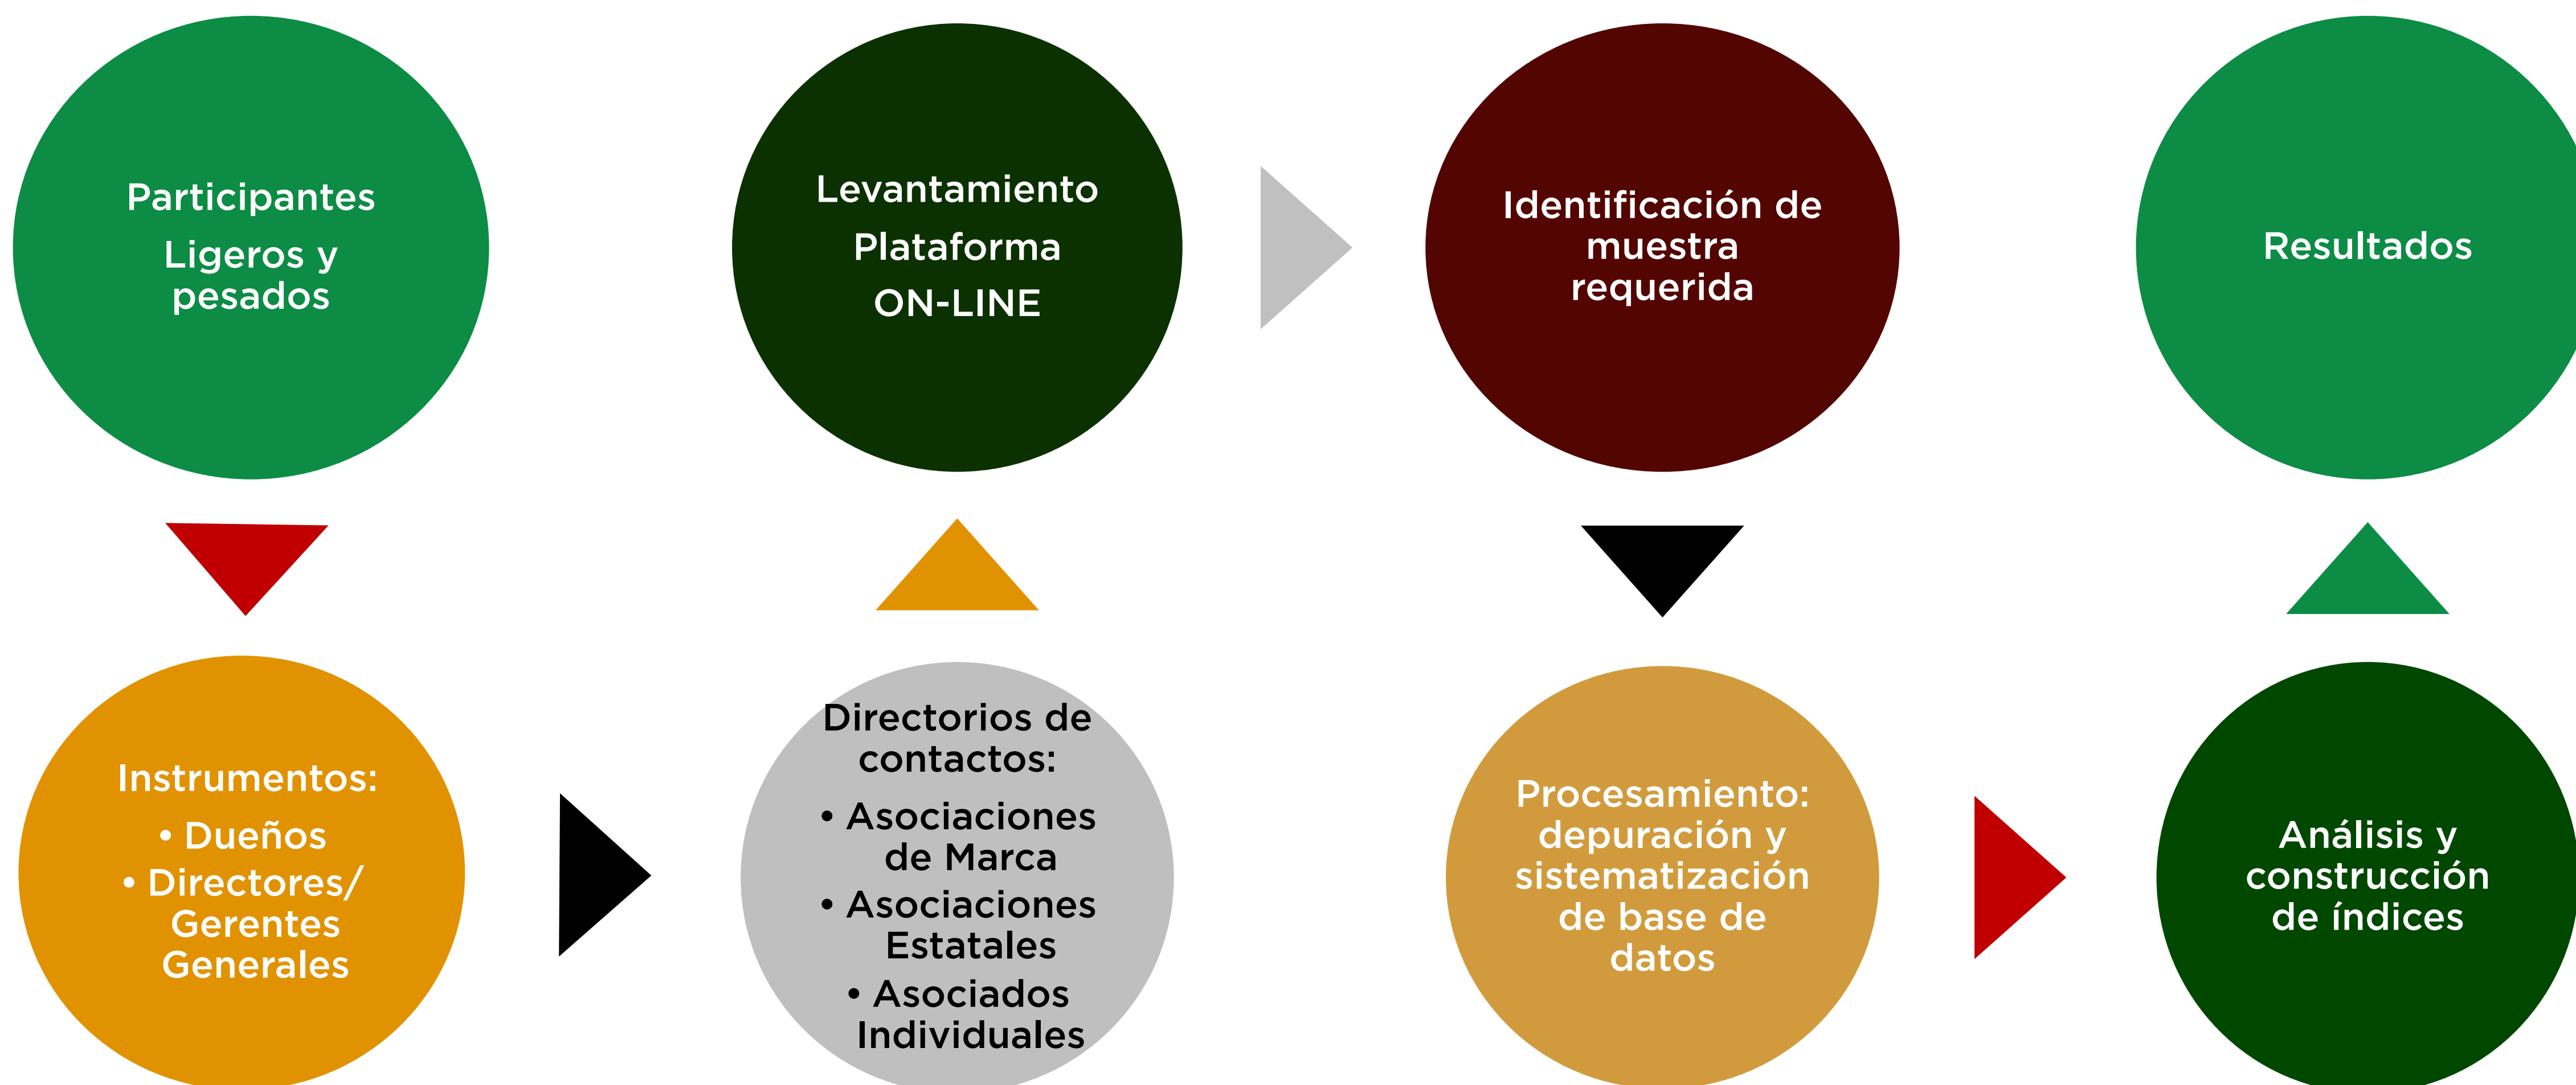 Participantes
Ligeros y
pesados
Instrumentos:
• Dueños
• Directores/
Gerentes
Generales
Directorios de
contactos:
• Asociaciones
de Marca
• Asociaciones
Estatales
• Asociados
Individuales
Levantamiento
Plataforma
ON-LINE
Identificación de
muestra
requerida
Procesamiento:
depuración y
sistematización
de base de
datos
Análisis y
construcción
de índices
Resultados